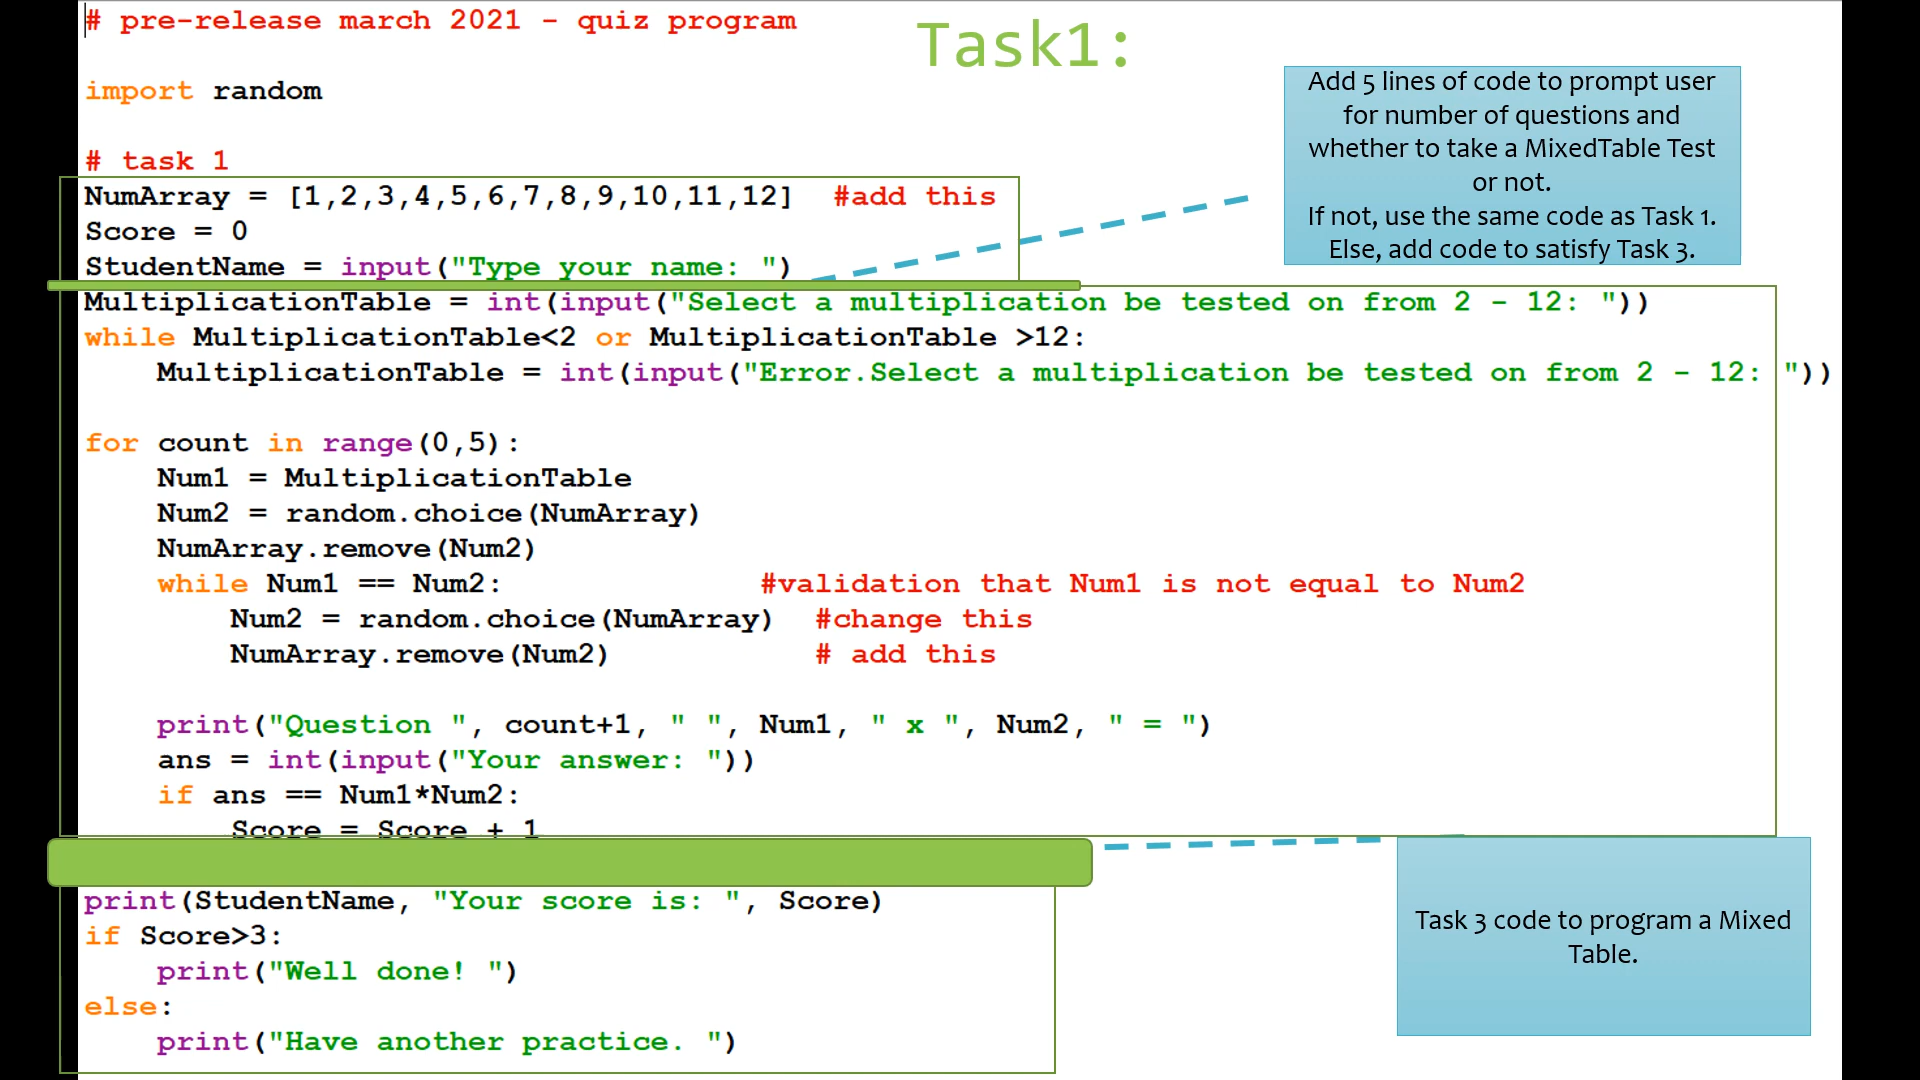 # pre-release march 2021 - quiz program
Task1:
import random
# task 1
NumArray = [1,2,3,4,5,6,7,8,9,10,11,12]  #add this
Score = 0
StudentName = input("Type your name: ")
MultiplicationTable = int(input("Select a multiplication be tested on from 2 - 12: "))
while MultiplicationTable<2 or MultiplicationTable >12:
    MultiplicationTable = int(input("Error.Select a multiplication be tested on from 2 - 12: "))
for count in range(0,5):
    Num1 = MultiplicationTable
    Num2 = random.choice(NumArray)
    NumArray.remove(Num2)
    while Num1 == Num2:              #validation that Num1 is not equal to Num2
        Num2 = random.choice(NumArray)  #change this
        NumArray.remove(Num2)           # add this
    print("Question ", count+1, " ", Num1, " x ", Num2, " = ")
    ans = int(input("Your answer: "))
    if ans == Num1*Num2:
        Score = Score + 1
print(StudentName, "Your score is: ", Score)
if Score>3:
    print("Well done! ")
else:
    print("Have another practice. ")
Add 5 lines of code to prompt user
for number of questions and
whether to take a MixedTable Test
or not.
If not, use the same code as Task 1.
Else, add code to satisfy Task 3.
Task 3 code to program a Mixed
Table.